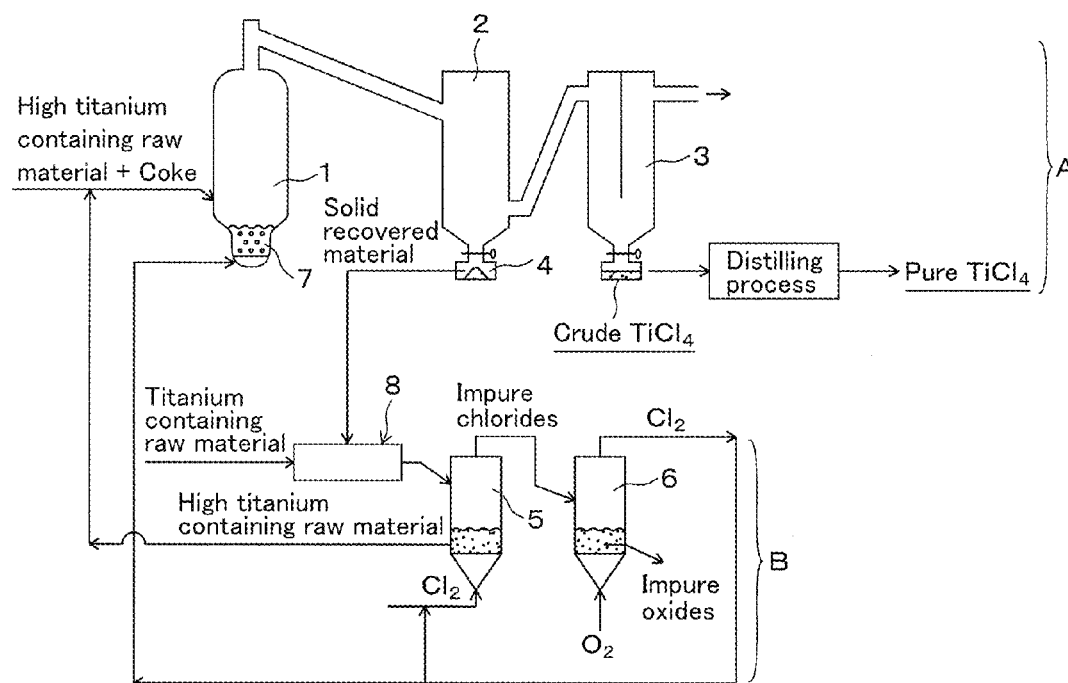 2
High titanium
containing raw
material + Coke
1
3
A
Solid
recovered
material
7
4
Distilling
process
Pure TiCl4
Crude TiCl4
Titanium
containing
raw material
8
Impure
chlorides
Cl2
5
6
High titanium
containing raw material
B
Cl2
Impure
oxides
O2